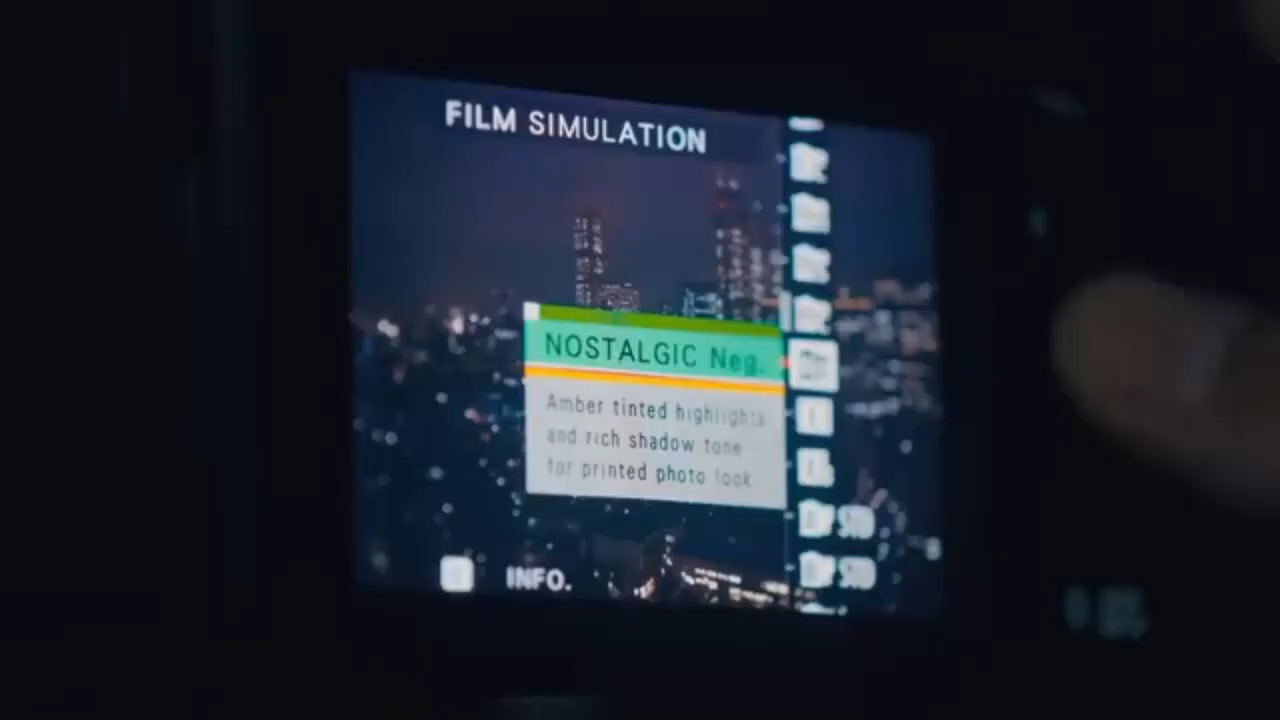 FILM SIMULATION
NOSTALGIC Neg.
Amber tinted highlights
and rich shadow tone
for printed photo look
INFO.